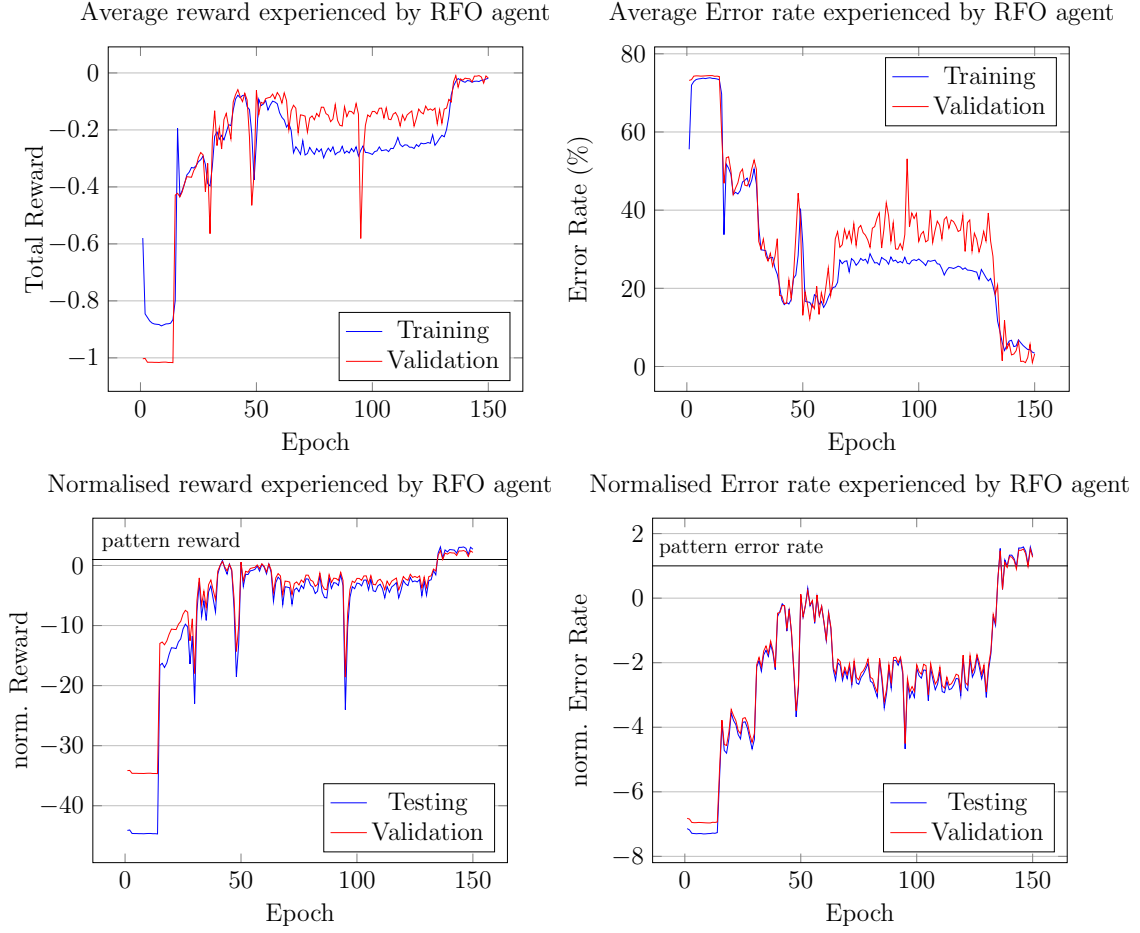 Average reward experienced by RFO agent
0
−0.2
−0.4
−0.6
−0.8
−1
Total Reward
Training
Validation
0
50
100
150
Epoch
Average Error rate experienced by RFO agent
80
60
40
20
0
Error Rate (%)
Training
Validation
0
50
100
150
Epoch
Normalised reward experienced by RFO agent
pattern reward
0
−10
−20
−30
−40
norm. Reward
Testing
Validation
0
50
100
150
Epoch
Normalised Error rate experienced by RFO agent
pattern error rate
2
0
−2
−4
−6
−8
norm. Error Rate
Testing
Validation
0
50
100
150
Epoch